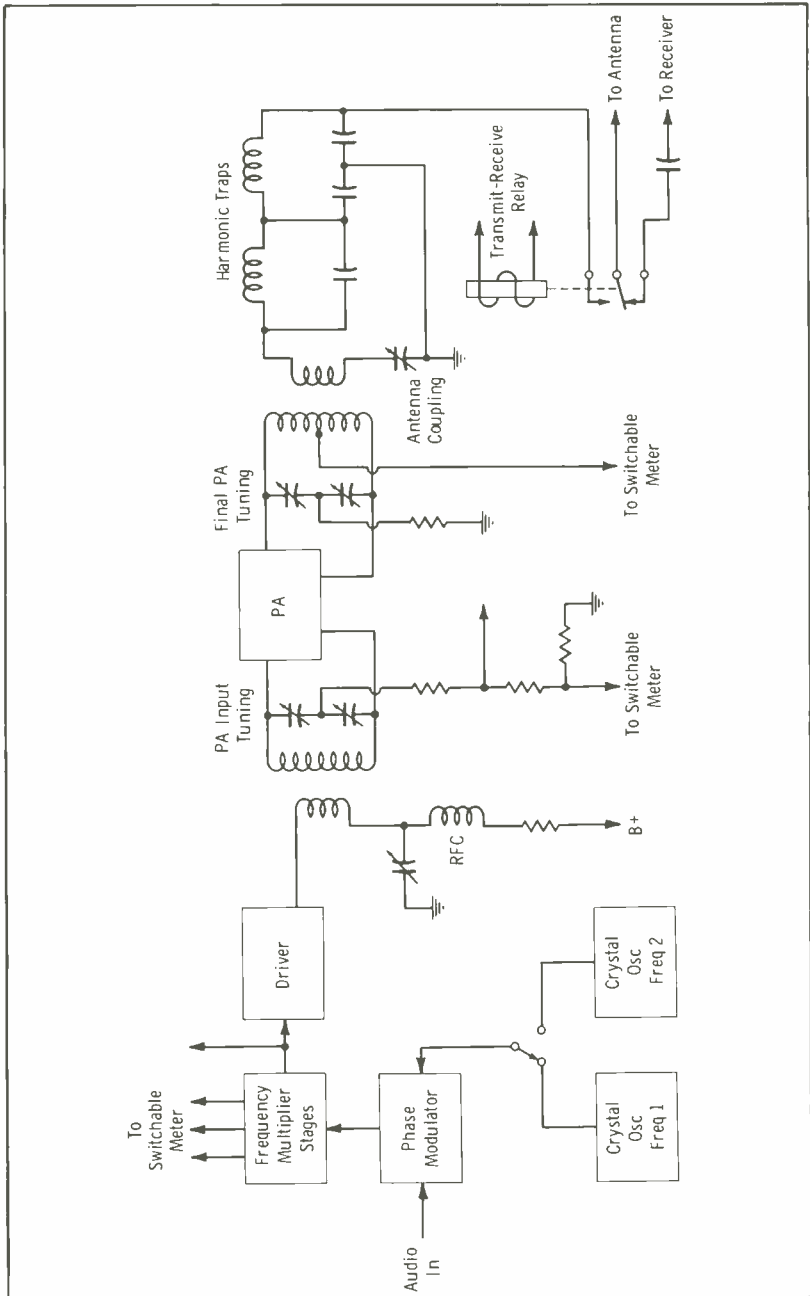 Audio
In
To
Switchable
Meter
Frequency
Multiplier
Stages
Phase
Modulator
Crystal
Osc
Freq 1
Crystal
Osc
Freq 2
Driver
RFC
B+
PA Input
Tuning
PA
Final PA
Tuning
To Switchable
Meter
To Switchable
Meter
Antenna
Coupling
Harmonic Traps
Transmit-Receive
Relay
To Antenna
To Receiver